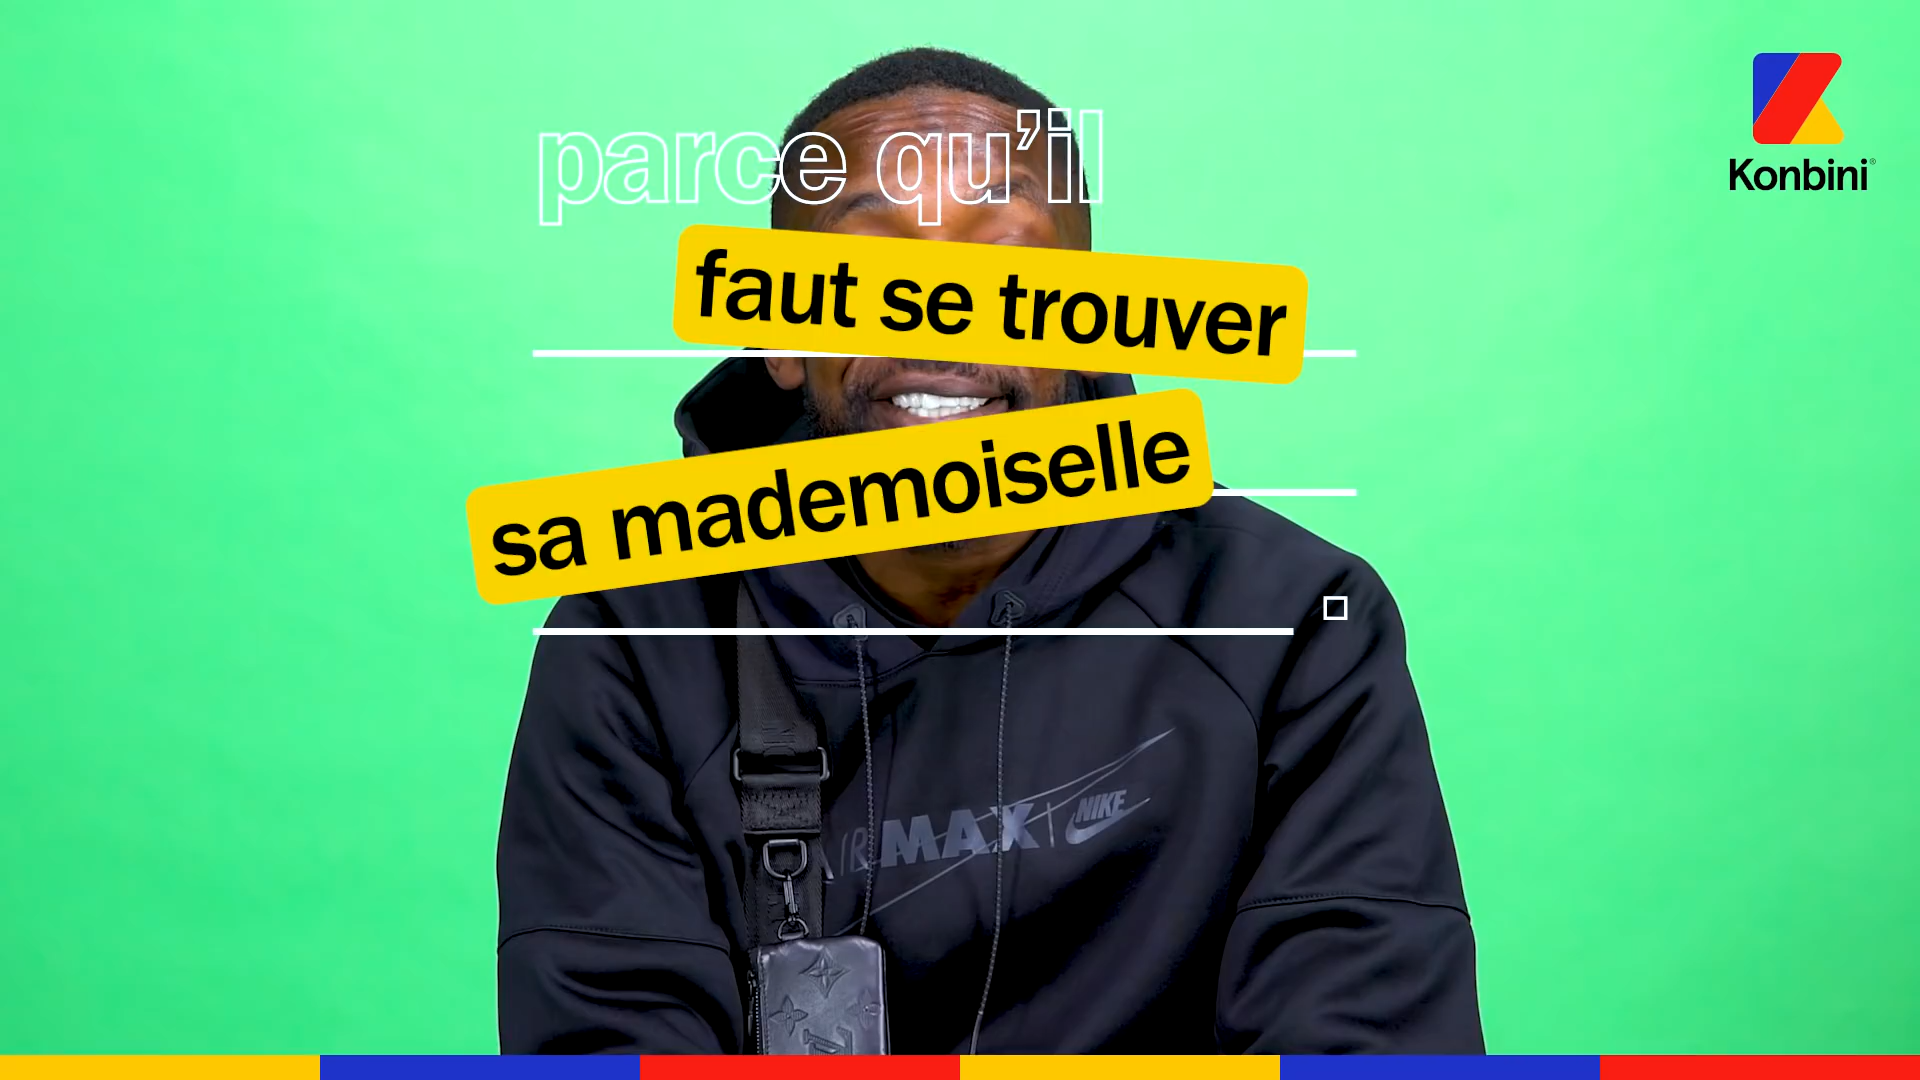 parce qu’il
faut se trouver
sa mademoiselle
Konbini
AIR MAX | NIKE